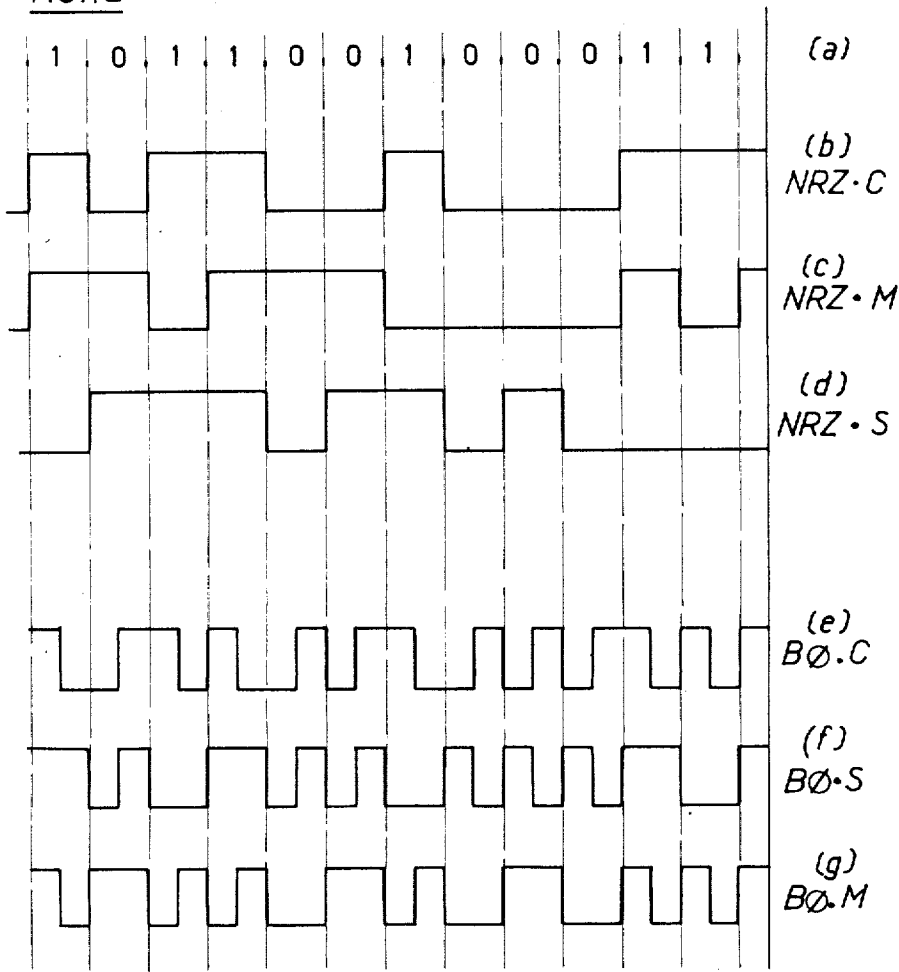 1 0 1 1 0 0 1 0 0 0 1 1 (a)
(b)
NRZ·C
(c)
NRZ·M
(d)
NRZ·S
(e)
BØ.C
(f)
BØ·S
(g)
BØ.M